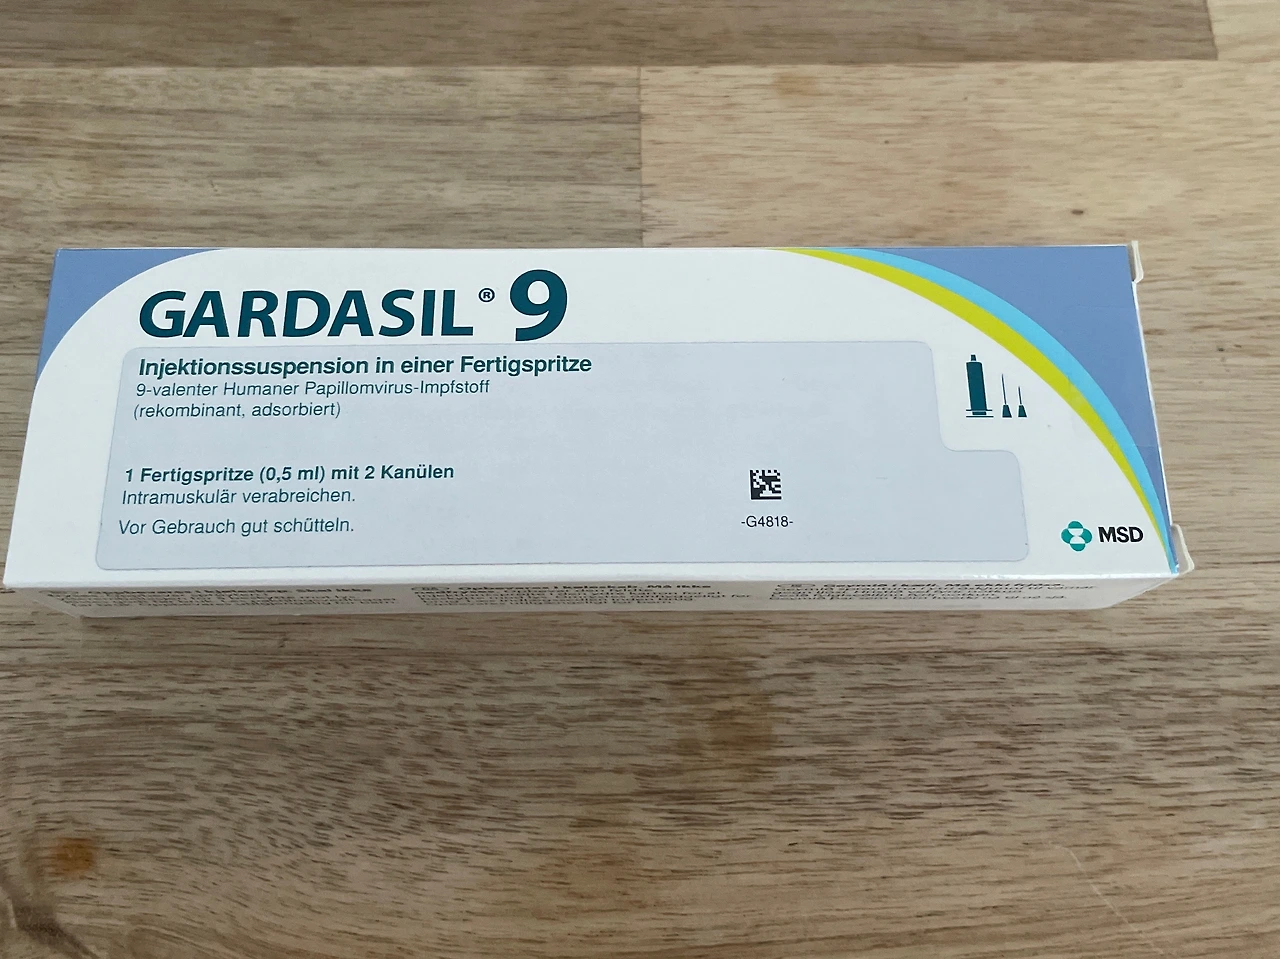 GARDASIL® 9
Injektionssuspension in einer Fertigspritze
9-valenter Humaner Papillomvirus-Impfstoff
(rekombinant, adsorbiert)
1 Fertigspritze (0,5 ml) mit 2 Kanülen
Intramuskulär verabreichen.
Vor Gebrauch gut schütteln.
-G4818-
MSD